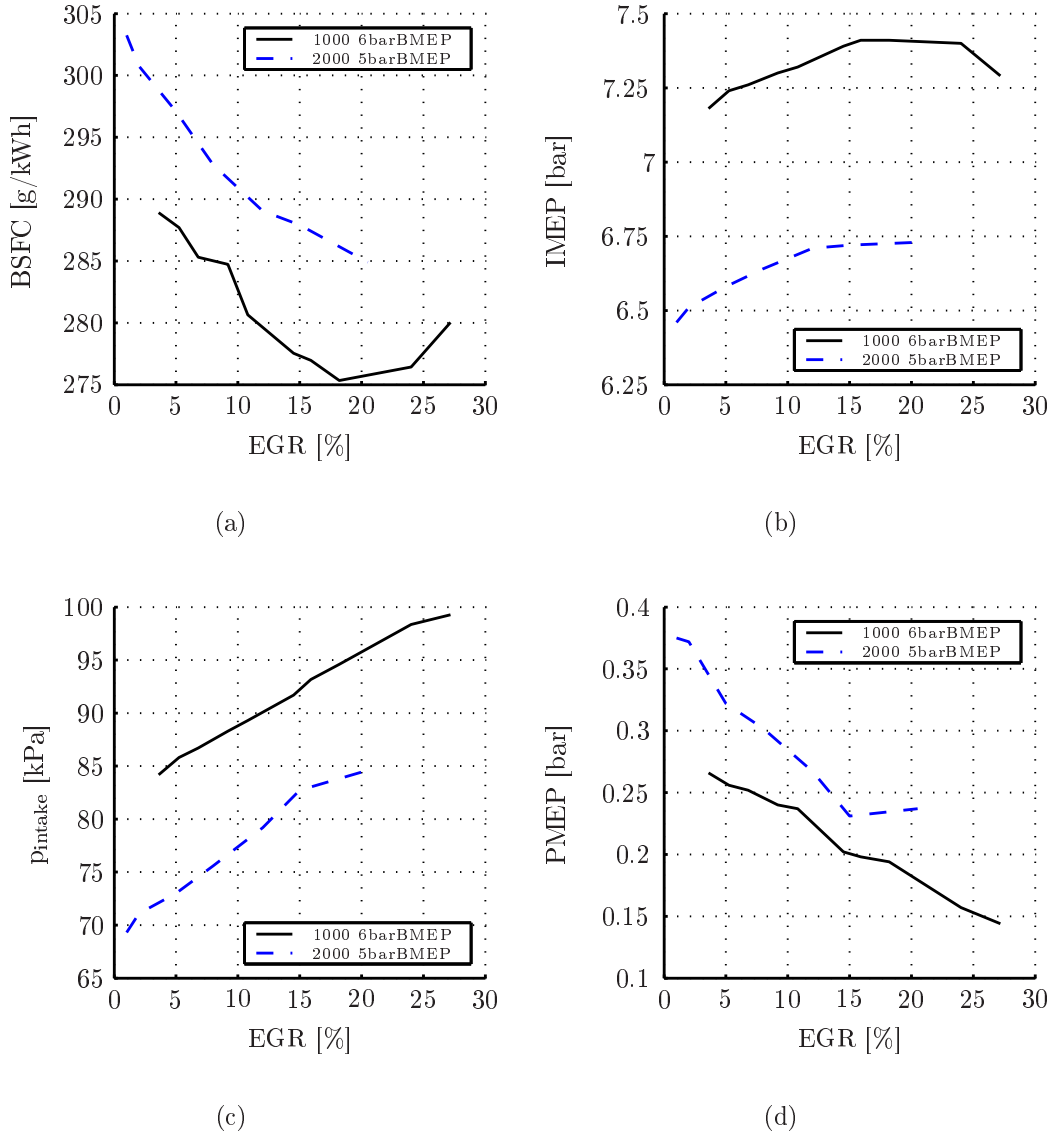 305
300
295
290
285
280
275
BSFC [g/kWh]
1000 6barBMEP
2000 5barBMEP
0 5 10 15 20 25 30
EGR [%]
(a)
7.5
7.25
7
6.75
6.5
6.25
IMEP [bar]
1000 6barBMEP
2000 5barBMEP
0 5 10 15 20 25 30
EGR [%]
(b)
100
95
90
85
80
75
70
65
pintake [kPa]
1000 6barBMEP
2000 5barBMEP
0 5 10 15 20 25 30
EGR [%]
(c)
0.4
0.35
0.3
0.25
0.2
0.15
0.1
PMEP [bar]
1000 6barBMEP
2000 5barBMEP
0 5 10 15 20 25 30
EGR [%]
(d)